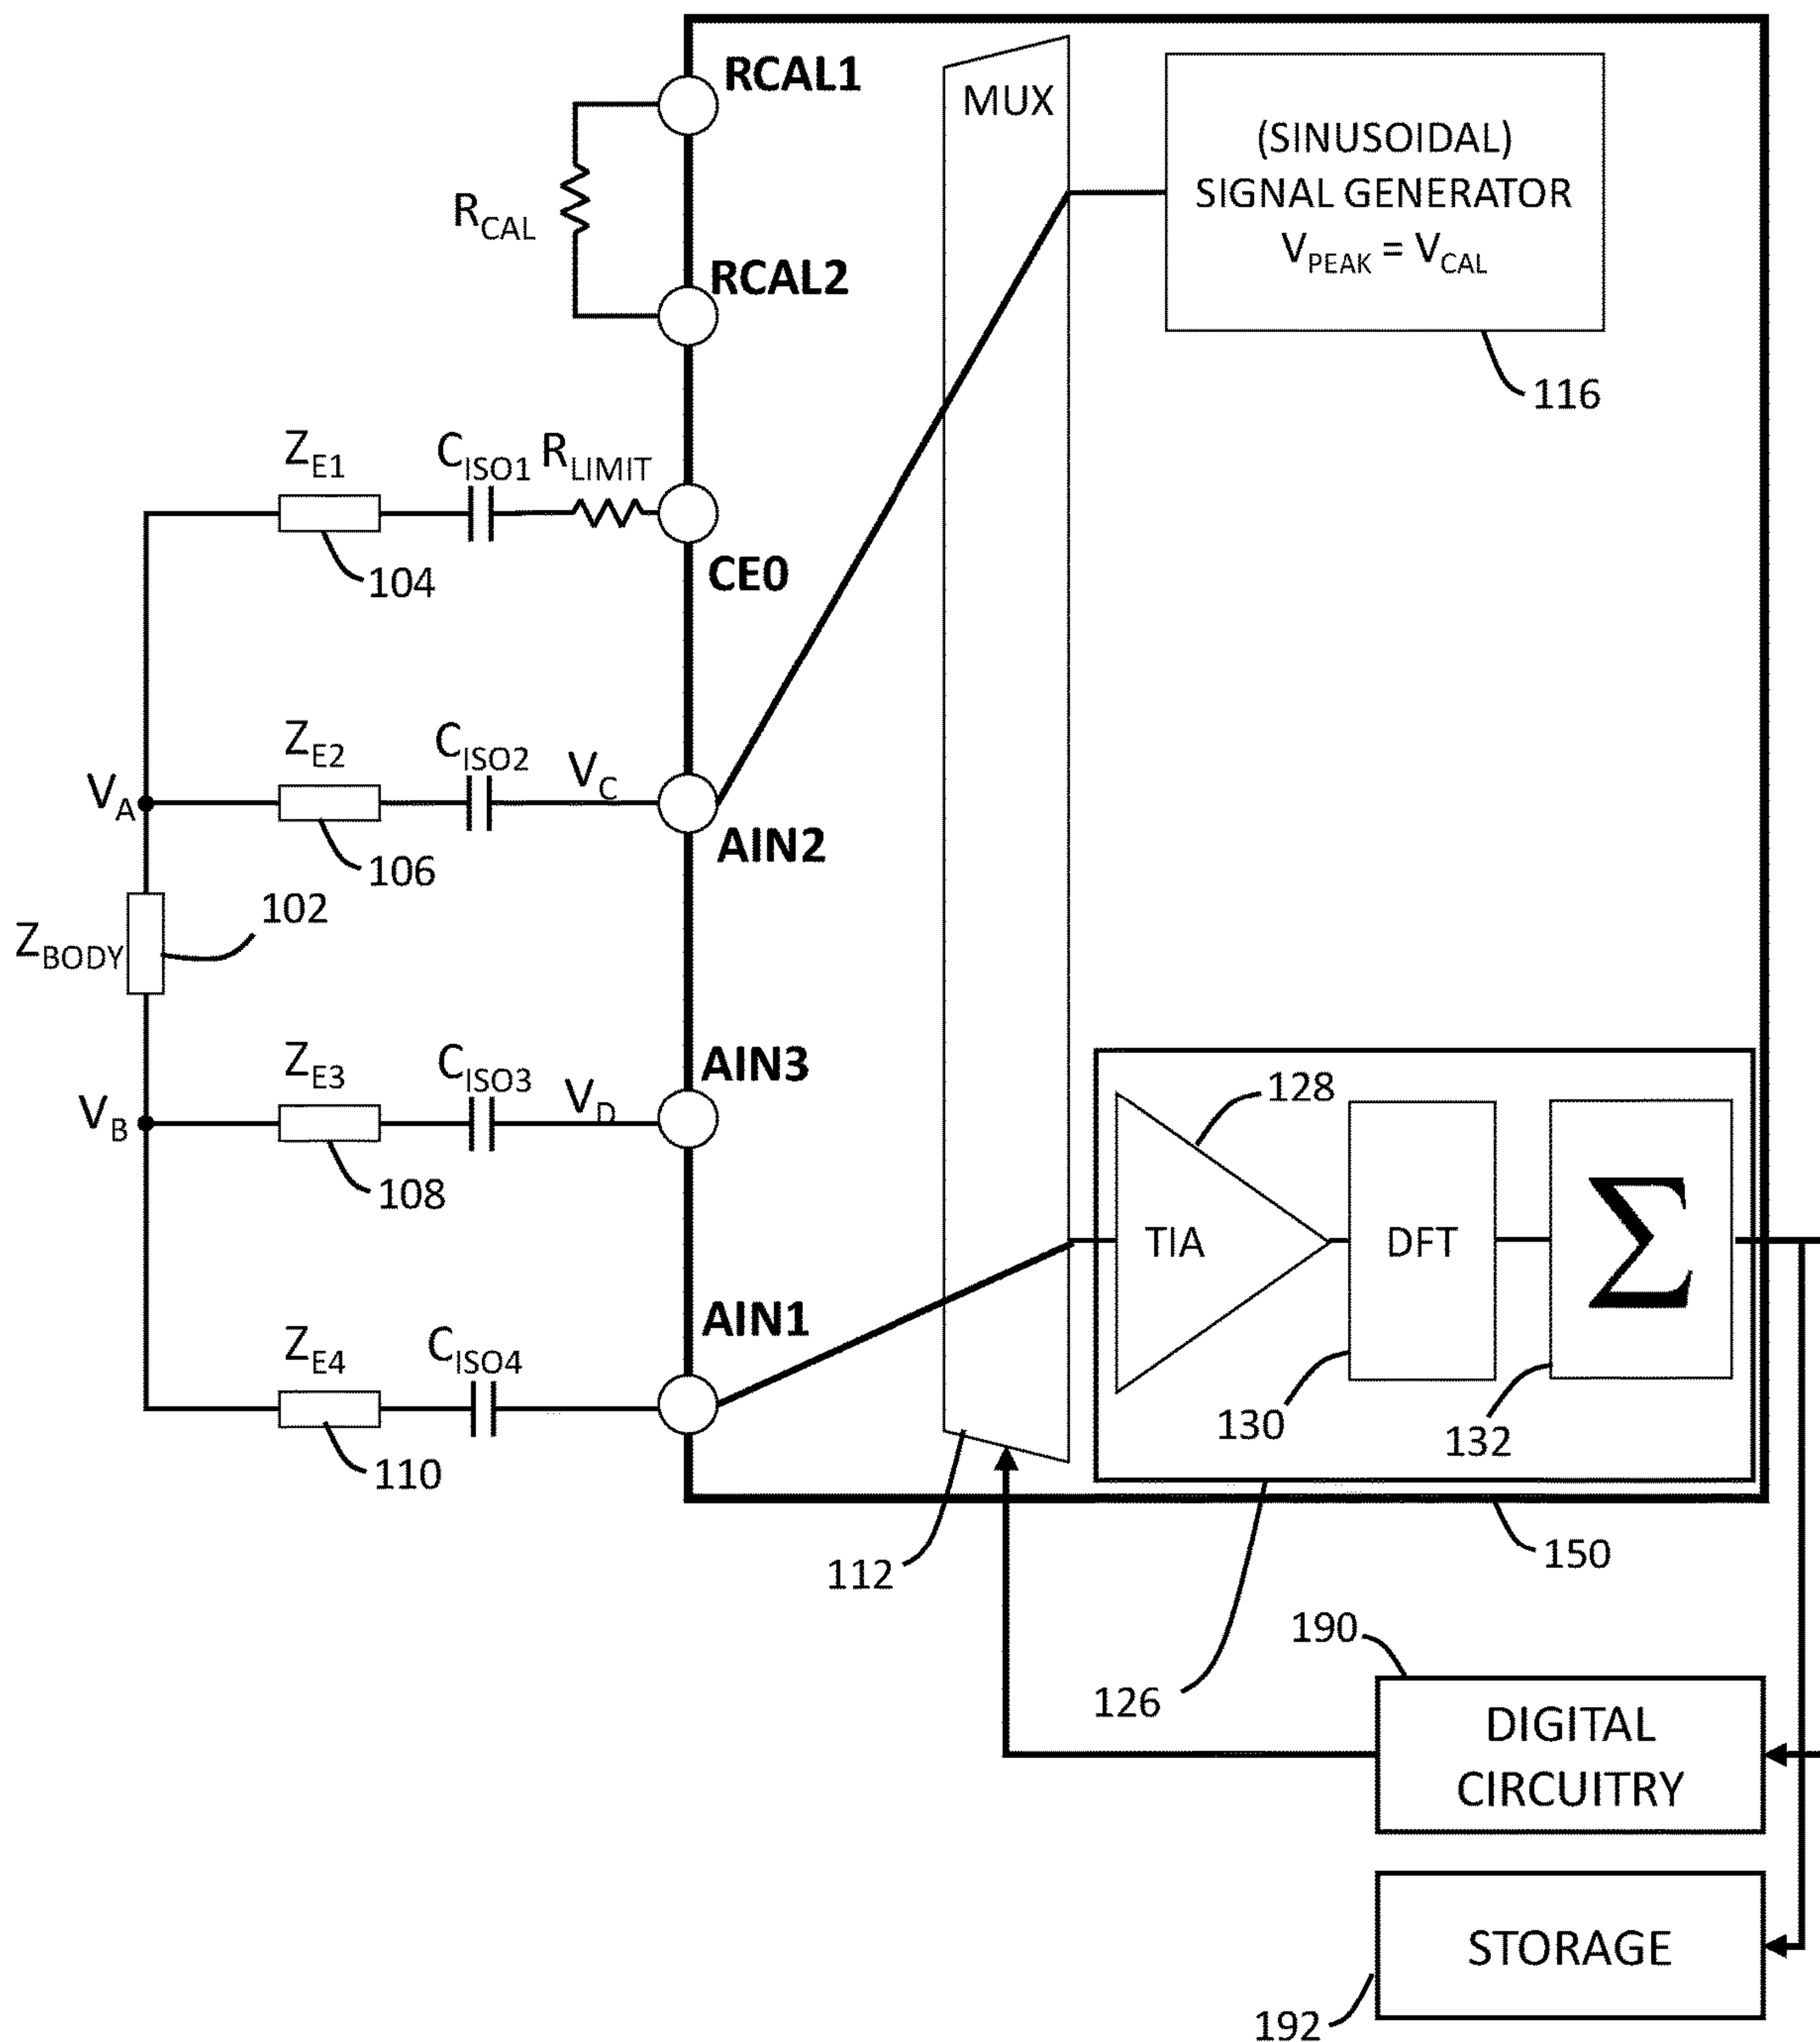 RCAL1
MUX
(SINUSOIDAL)
SIGNAL GENERATOR
VPEAK = VCAL
RCAL
RCAL2
116
ZE1
CISO1
RLIMIT
104
CE0
ZE2
CISO2
VC
VA
106
AIN2
102
ZBODY
AIN3
ZE3
CISO3
VD
VB
108
128
TIA
DFT
Σ
AIN1
ZE4
CISO4
110
130
132
112
150
126
190
DIGITAL
CIRCUITRY
STORAGE
192